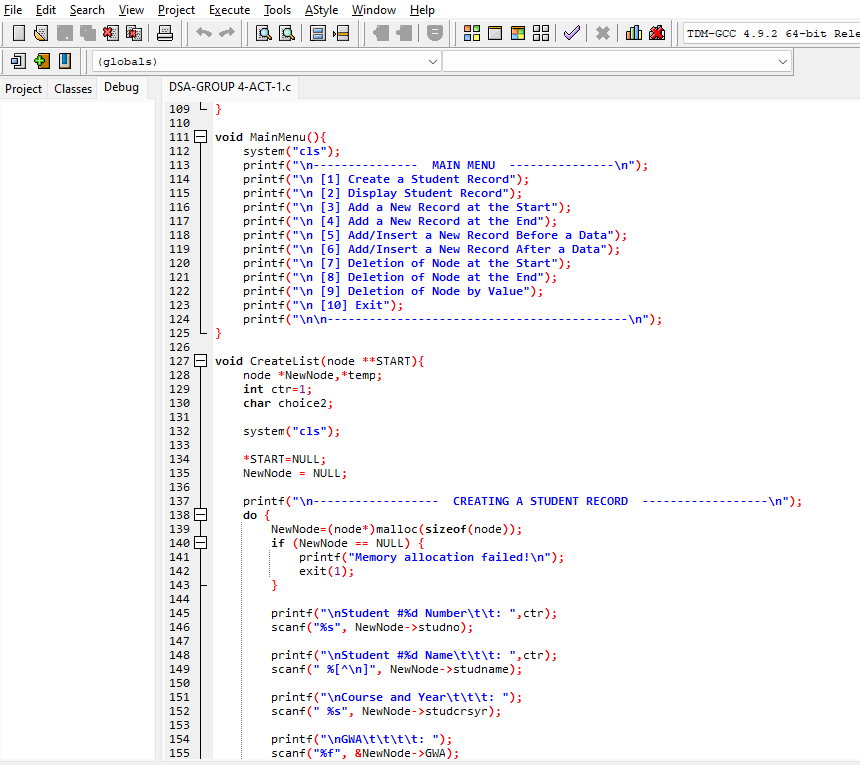 File Edit Search View Project Execute Tools AStyle Window Help
TDM-GCC 4.9.2 64-bit Rele
(globals)
Project Classes Debug DSA-GROUP 4-ACT-1.c
109 }
110
111 void MainMenu(){
112 system("cls");
113 printf("\n--------------- MAIN MENU ---------------\n");
114 printf("\n [1] Create a Student Record");
115 printf("\n [2] Display Student Record");
116 printf("\n [3] Add a New Record at the Start");
117 printf("\n [4] Add a New Record at the End");
118 printf("\n [5] Add/Insert a New Record Before a Data");
119 printf("\n [6] Add/Insert a New Record After a Data");
120 printf("\n [7] Deletion of Node at the Start");
121 printf("\n [8] Deletion of Node at the End");
122 printf("\n [9] Deletion of Node by Value");
123 printf("\n [10] Exit");
124 printf("\n\n-------------------------------------------\n");
125 }
126
127 void CreateList(node **START){
128 node *NewNode,*temp;
129 int ctr=1;
130 char choice2;
131
132 system("cls");
133
134 *START=NULL;
135 NewNode = NULL;
136
137 printf("\n------------------ CREATING A STUDENT RECORD ------------------\n");
138 do {
139 NewNode=(node*)malloc(sizeof(node));
140 if (NewNode == NULL) {
141 printf("Memory allocation failed!\n");
142 exit(1);
143 }
144
145 printf("\nStudent #%d Number\t\t: ",ctr);
146 scanf("%s", NewNode->studno);
147
148 printf("\nStudent #%d Name\t\t\t: ",ctr);
149 scanf(" %[^\n]", NewNode->studname);
150
151 printf("\nCourse and Year\t\t\t: ");
152 scanf(" %s", NewNode->studcrsyr);
153
154 printf("\nGWA\t\t\t\t: ");
155 scanf("%f", &NewNode->GWA);